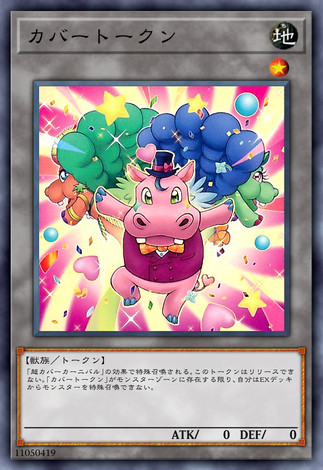 カバートークン
地
【獣族／トークン】
「超カバーカーニバル」の効果で特殊召喚される。このトークンはリリースでき
ない。「カバートークン」がモンスターゾーンに存在する限り、自分はEXデッキ
からモンスターを特殊召喚できない。
ATK/ 0 DEF/ 0
11050419